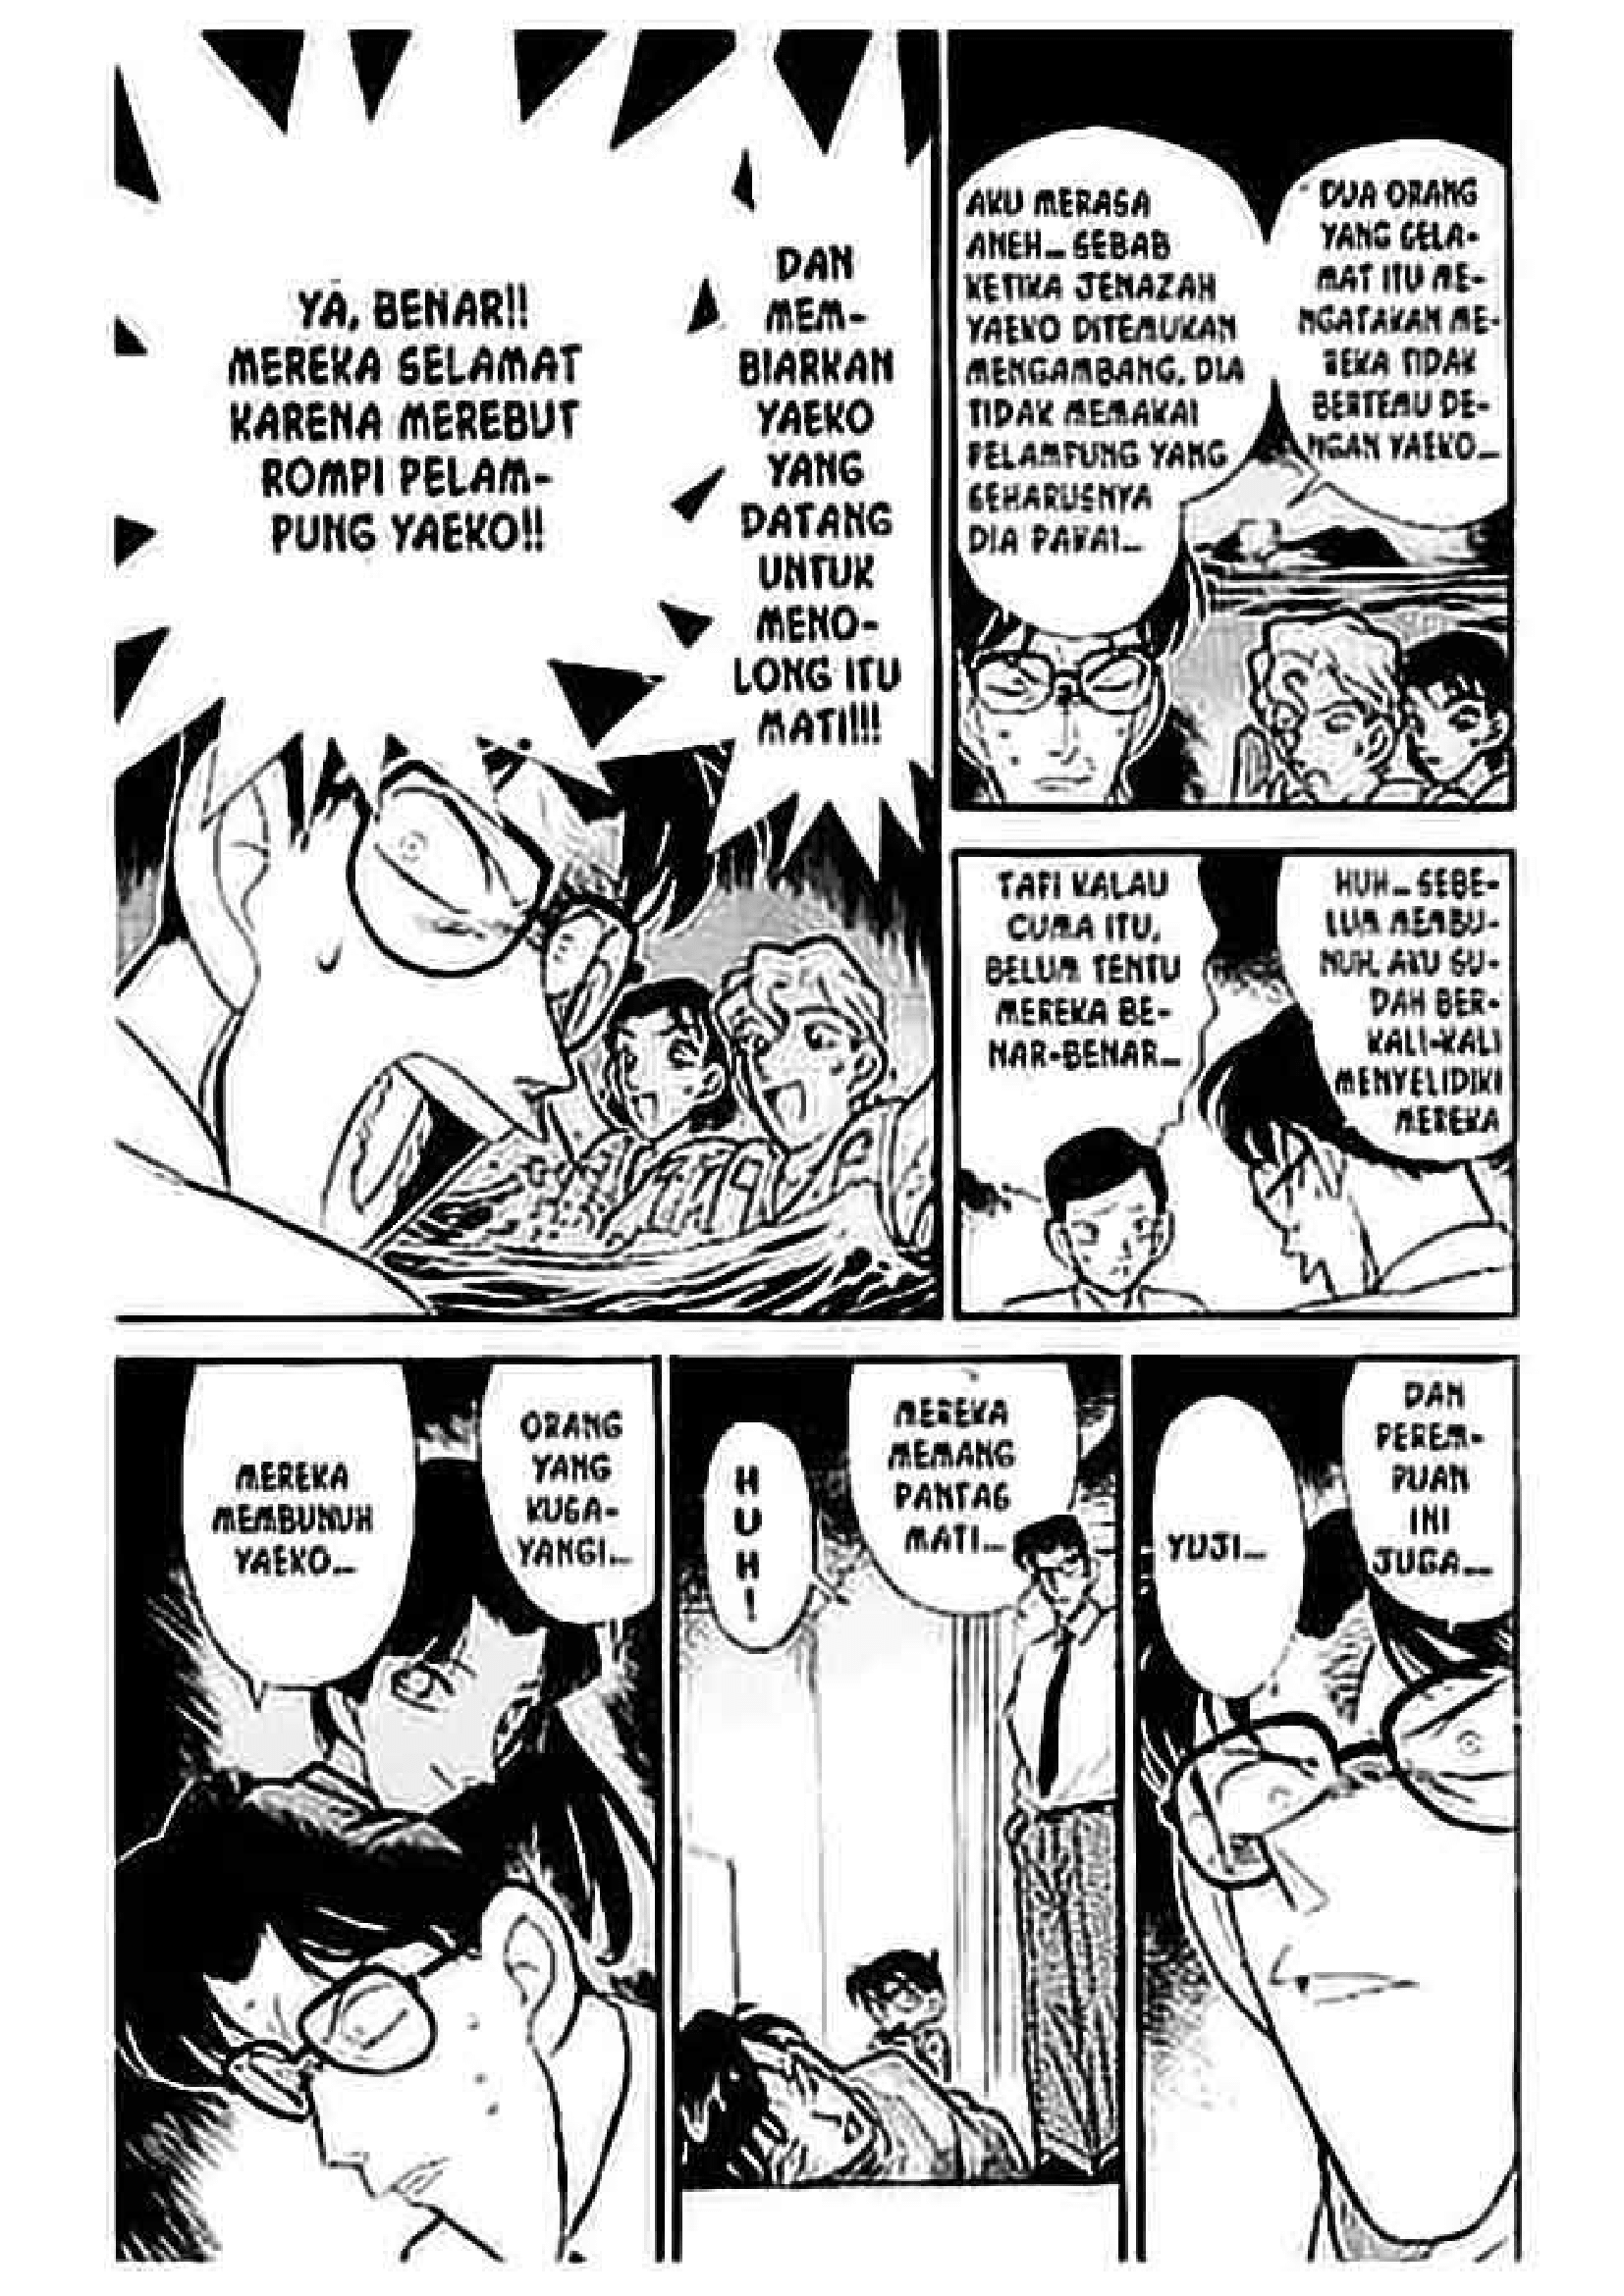 DUA ORANG
YANG SELA-
MAT ITU ME-
NGATAKAN ME-
REKA TIDAK
BERTEMU DE-
NGAN YAEKO...
AKU MERASA
ANEH... SEBAB
KETIKA JENAZAH
YAEKO DITEMUKAN
MENGAMBANG, DIA
TIDAK MEMAKAI
PELAMPUNG YANG
SEHARUSNYA
DIA PAKAI...
HUH... SEBE-
LUM MEMBU-
NUH, AKU SU-
DAH BER-
KALI-KALI
MENYELIDIKI
MEREKA
TAPI KALAU
CUMA ITU,
BELUM TENTU
MEREKA BE-
NAR-BENAR...
YA, BENAR!!
MEREKA SELAMAT
KARENA MEREBUT
ROMPI PELAM-
PUNG YAEKO!!
DAN
MEM-
BIARKAN
YAEKO
YANG
DATANG
UNTUK
MENO-
LONG ITU
MATI!!!
DAN
PEREM-
PUAN
INI
JUGA...
YUJI...
MEREKA
MEMANG
PANTAS
MATI...
HUH!
ORANG
YANG
KUSA-
YANGI...
MEREKA
MEMBUNUH
YAEKO...